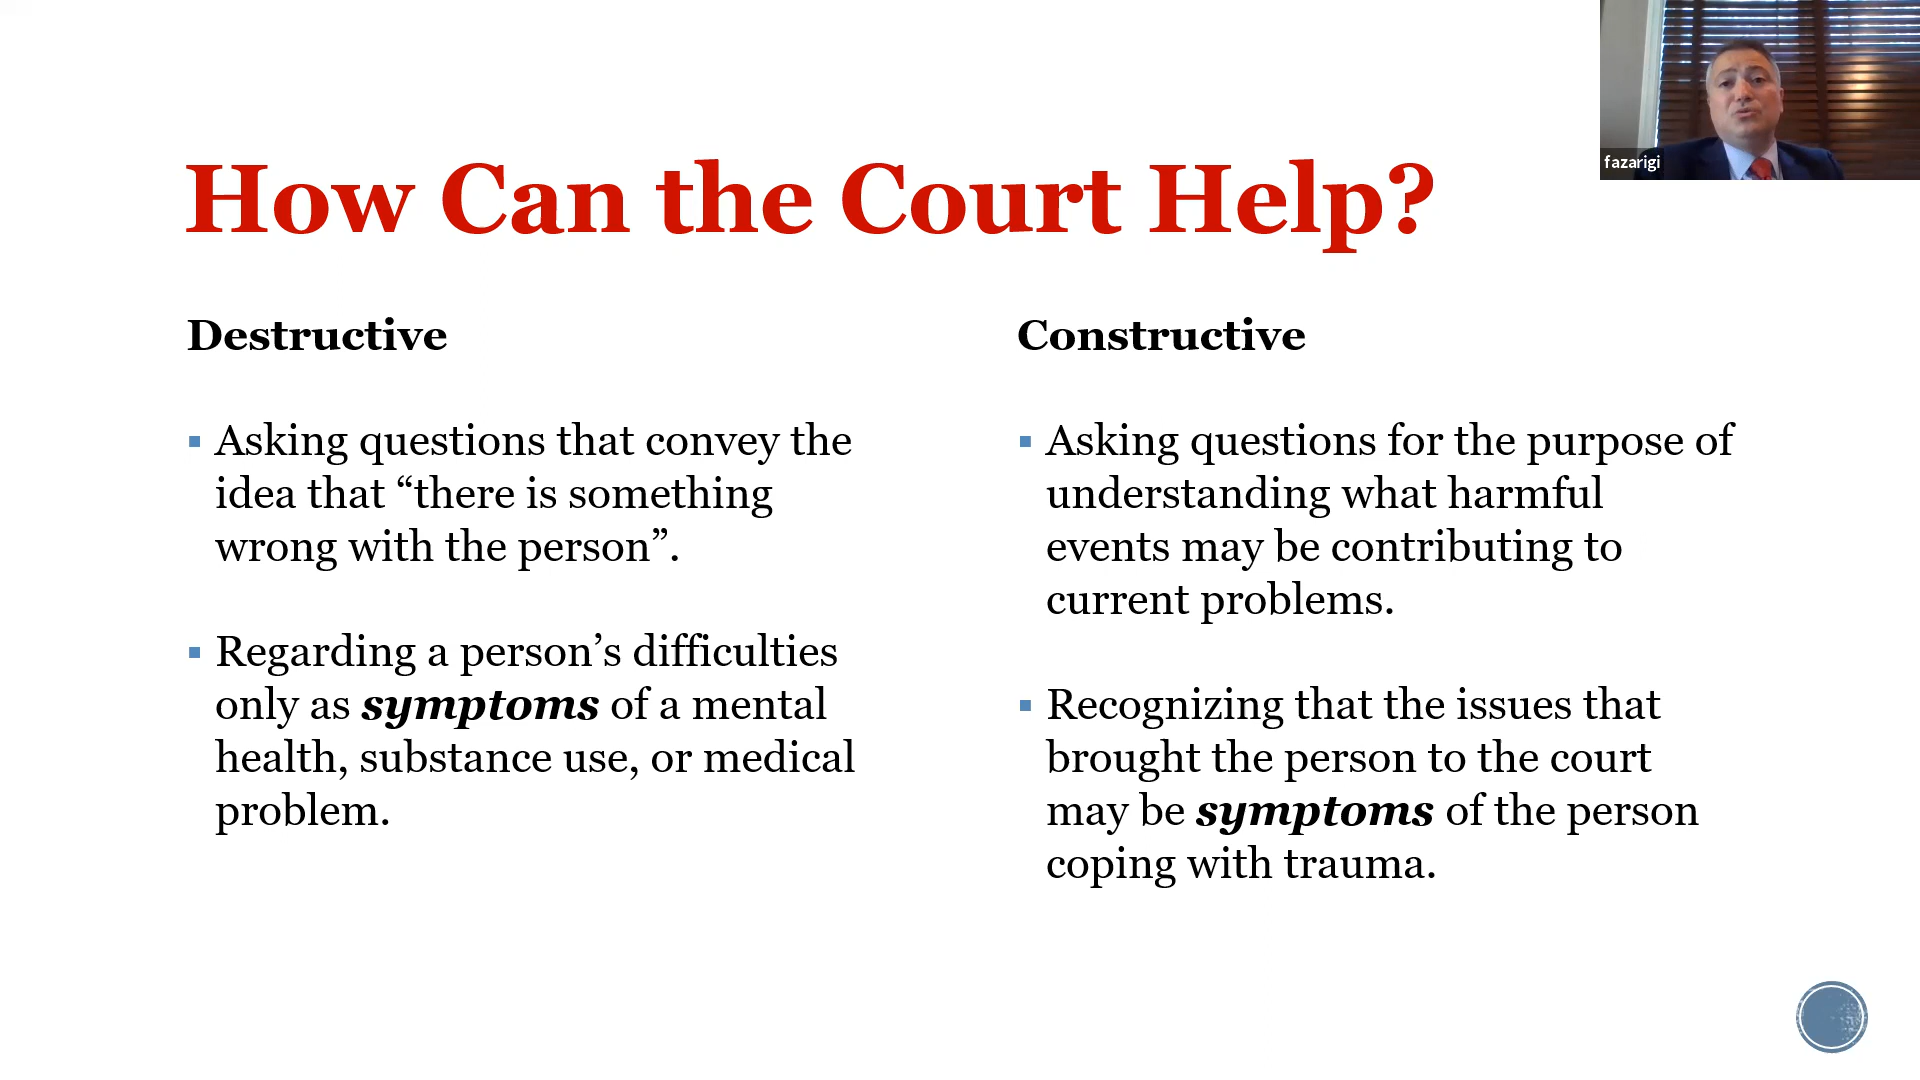 fazarigi
How Can the Court Help?
Destructive
▪ Asking questions that convey the
idea that “there is something
wrong with the person”.
▪ Regarding a person’s difficulties
only as symptoms of a mental
health, substance use, or medical
problem.
Constructive
▪ Asking questions for the purpose of
understanding what harmful
events may be contributing to
current problems.
▪ Recognizing that the issues that
brought the person to the court
may be symptoms of the person
coping with trauma.